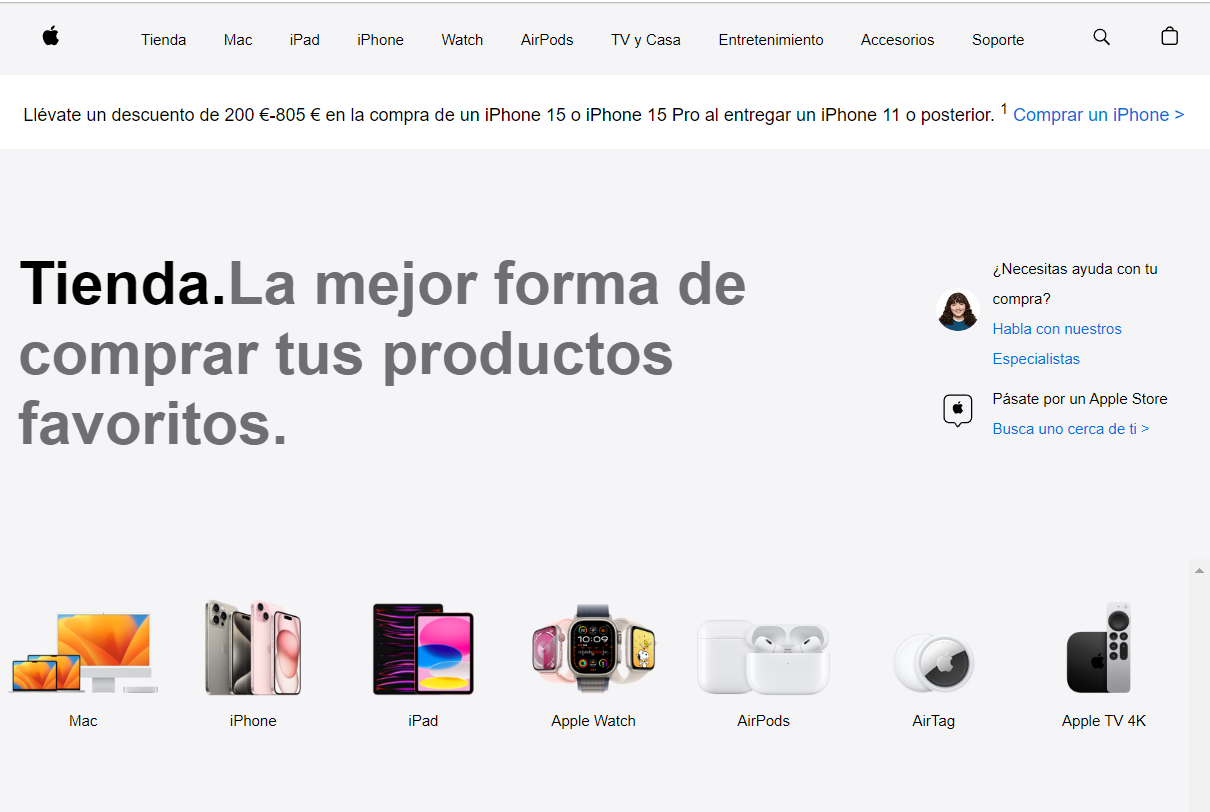 Tienda Mac iPad iPhone Watch AirPods TV y Casa Entretenimiento Accesorios Soporte
Llévate un descuento de 200 €-805 € en la compra de un iPhone 15 o iPhone 15 Pro al entregar un iPhone 11 o posterior. 1 Comprar un iPhone >
Tienda.La mejor forma de
comprar tus productos
favoritos.
¿Necesitas ayuda con tu
compra?
Habla con nuestros
Especialistas
Pásate por un Apple Store
Busca uno cerca de ti >
10:09
Mac iPhone iPad Apple Watch AirPods AirTag Apple TV 4K